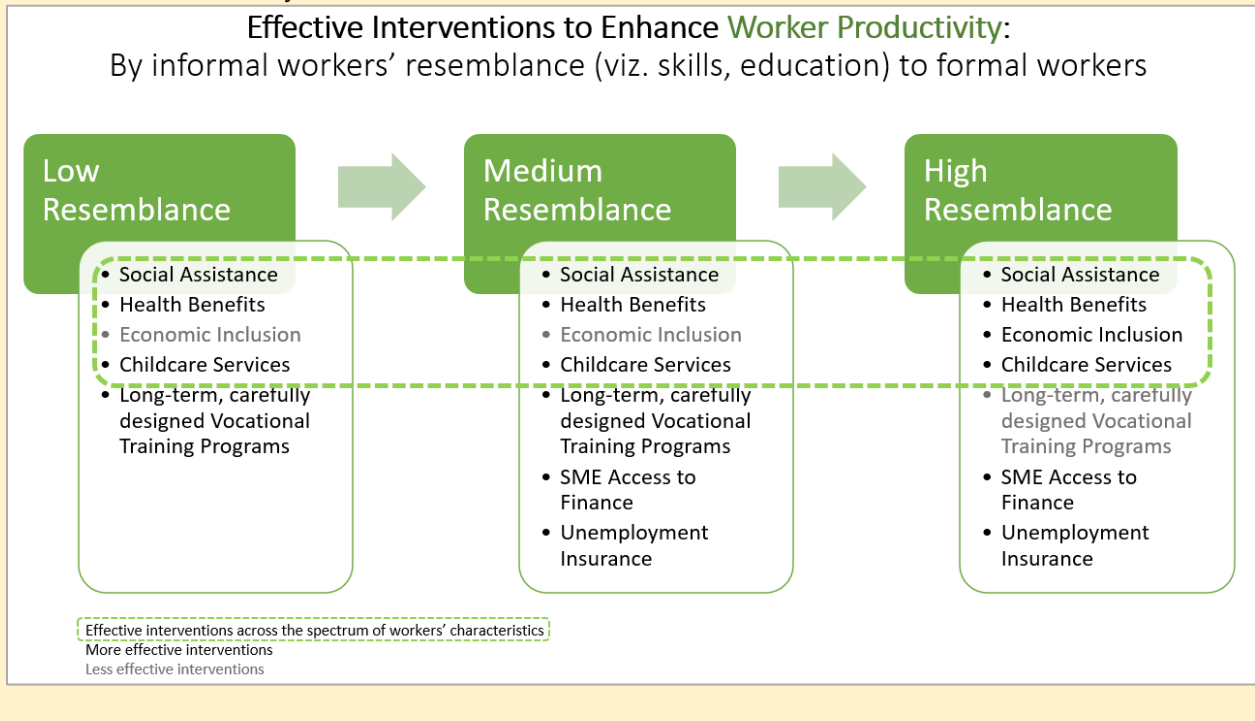 Effective Interventions to Enhance Worker Productivity:
By informal workers’ resemblance (viz. skills, education) to formal workers
Low
Resemblance
• Social Assistance
• Health Benefits
• Economic Inclusion
• Childcare Services
• Long-term, carefully
designed Vocational
Training Programs
Medium
Resemblance
• Social Assistance
• Health Benefits
• Economic Inclusion
• Childcare Services
• Long-term, carefully
designed Vocational
Training Programs
• SME Access to
Finance
• Unemployment
Insurance
High
Resemblance
• Social Assistance
• Health Benefits
• Economic Inclusion
• Childcare Services
• Long-term, carefully
designed Vocational
Training Programs
• SME Access to
Finance
• Unemployment
Insurance
Effective interventions across the spectrum of workers’ characteristics
More effective interventions
Less effective interventions